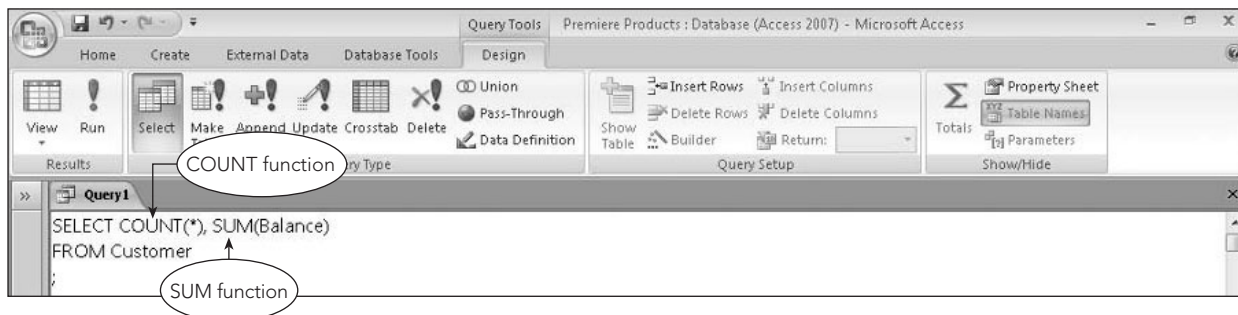 Query Tools Premiere Products : Database (Access 2007) - Microsoft Access
Home Create External Data Database Tools Design
View Run Select Make Append Update Crosstab Delete
Union
Pass-Through
Data Definition
Show Table
Insert Rows
Delete Rows
Builder
Insert Columns
Delete Columns
Return:
Totals
Property Sheet
Table Names
Parameters
Results Query Setup Show/Hide
COUNT function
Query1
SELECT COUNT(*), SUM(Balance)
FROM Customer
;
SUM function